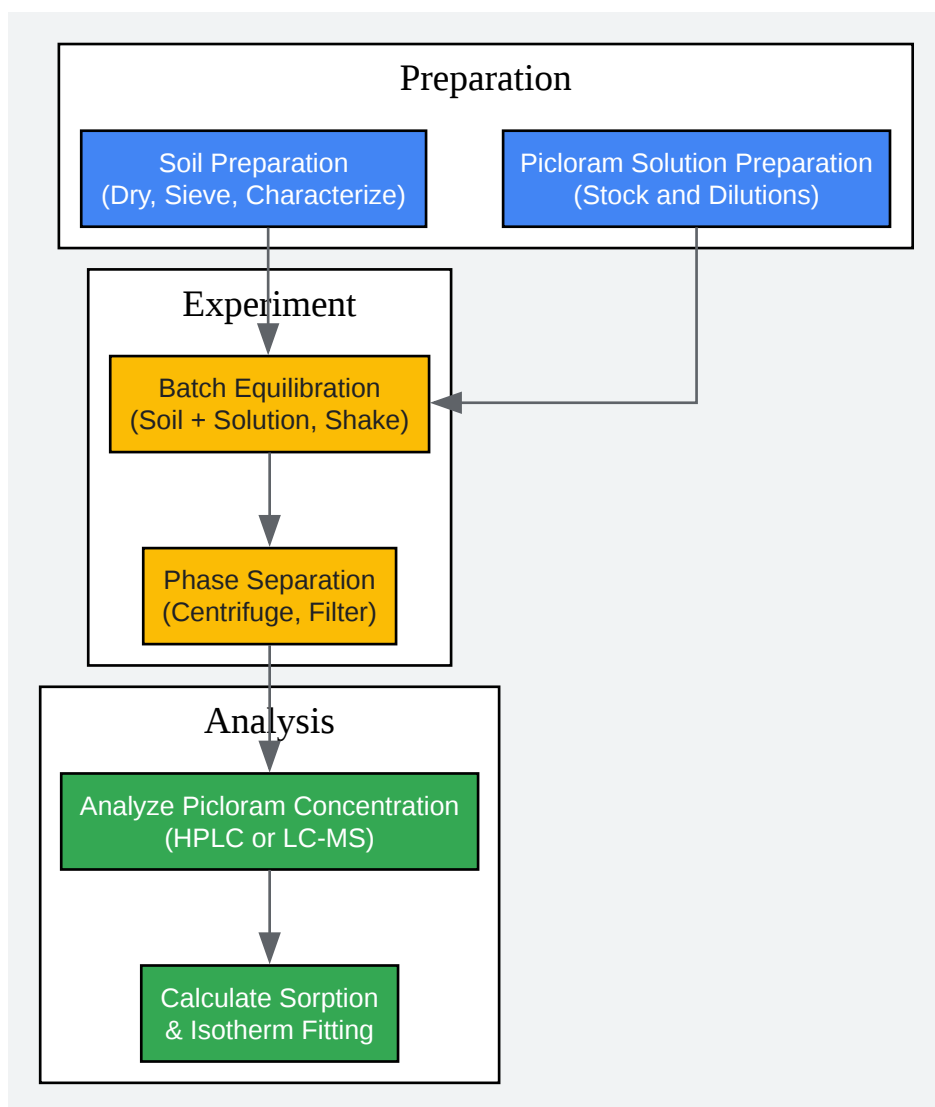 Preparation
Soil Preparation
(Dry, Sieve, Characterize)
Picloram Solution Preparation
(Stock and Dilutions)
Experiment
Batch Equilibration
(Soil + Solution, Shake)
Phase Separation
(Centrifuge, Filter)
Analysis
Analyze Picloram Concentration
(HPLC or LC-MS)
Calculate Sorption
& Isotherm Fitting